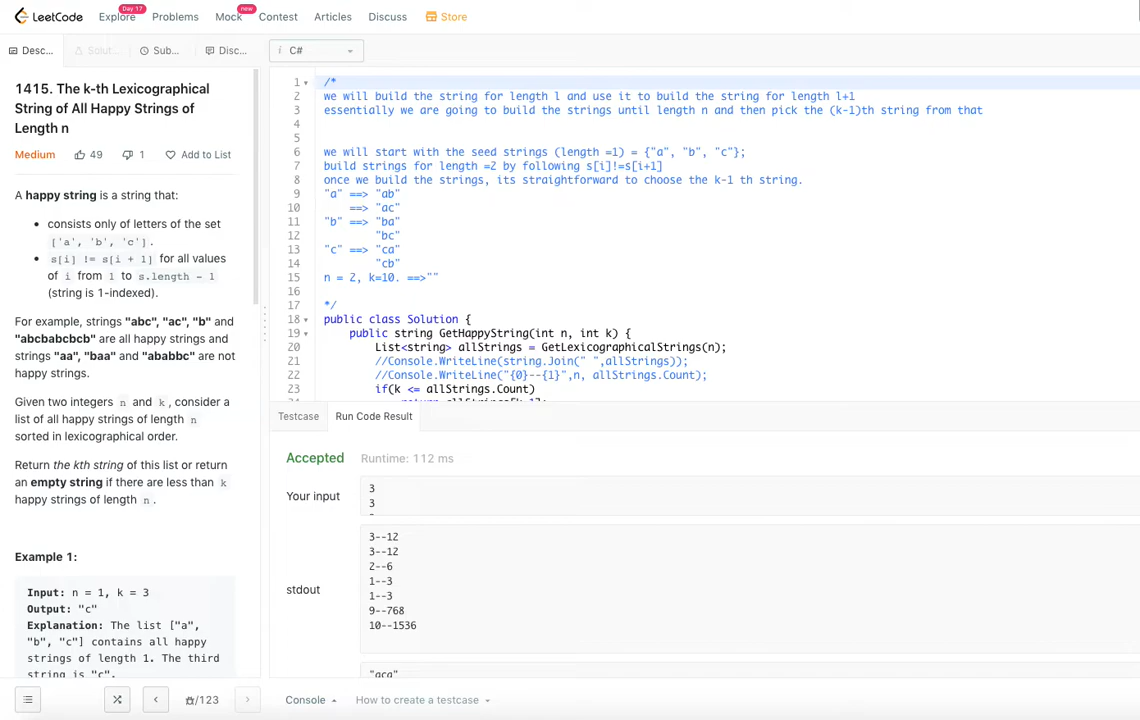 LeetCode Explore Day 17 Problems Mock new Contest Articles Discuss Store
Desc... Solut... Sub... Disc... i C#
1415. The k-th Lexicographical
String of All Happy Strings of
Length n
Medium 49 1 Add to List
A happy string is a string that:
consists only of letters of the set
['a', 'b', 'c'].
s[i] != s[i + 1] for all values
of i from 1 to s.length - 1
(string is 1-indexed).
For example, strings "abc", "ac", "b" and
"abcbabcbcb" are all happy strings and
strings "aa", "baa" and "ababbc" are not
happy strings.
Given two integers n and k, consider a
list of all happy strings of length n
sorted in lexicographical order.
Return the kth string of this list or return
an empty string if there are less than k
happy strings of length n.
Example 1:
Input: n = 1, k = 3
Output: "c"
Explanation: The list ["a",
"b", "c"] contains all happy
strings of length 1. The third
string is "c".
1 /*
2 we will build the string for length l and use it to build the string for length l+1
3 essentially we are going to build the strings until length n and then pick the (k-1)th string from that
4
5
6 we will start with the seed strings (length =1) = {"a", "b", "c"};
7 build strings for length =2 by following s[i]!=s[i+1]
8 once we build the strings, its straightforward to choose the k-1 th string.
9 "a" ==> "ab"
10 ==> "ac"
11 "b" ==> "ba"
12 "bc"
13 "c" ==> "ca"
14 "cb"
15 n = 2, k=10. ==>""
16
17 */
18 public class Solution {
19 public string GetHappyString(int n, int k) {
20 List<string> allStrings = GetLexicographicalStrings(n);
21 //Console.WriteLine(string.Join(" ",allStrings));
22 //Console.WriteLine("{0}--{1}",n, allStrings.Count);
23 if(k <= allStrings.Count)
Testcase Run Code Result
Accepted Runtime: 112 ms
Your input
3
3
stdout
3--12
3--12
2--6
1--3
1--3
9--768
10--1536
"aca"
/123 Console How to create a testcase